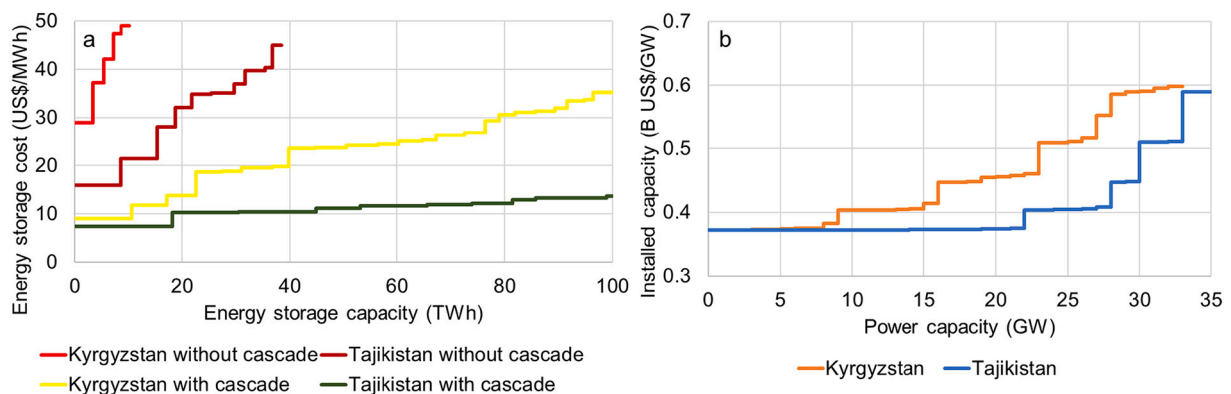 a
Energy storage cost (US$/MWh)
50
40
30
20
10
0
0 20 40 60 80 100
Energy storage capacity (TWh)
Kyrgyzstan without cascade
Tajikistan without cascade
Kyrgyzstan with cascade
Tajikistan with cascade
b
Installed capacity (B US$/GW)
0.7
0.6
0.5
0.4
0.3
0 5 10 15 20 25 30 35
Power capacity (GW)
Kyrgyzstan
Tajikistan